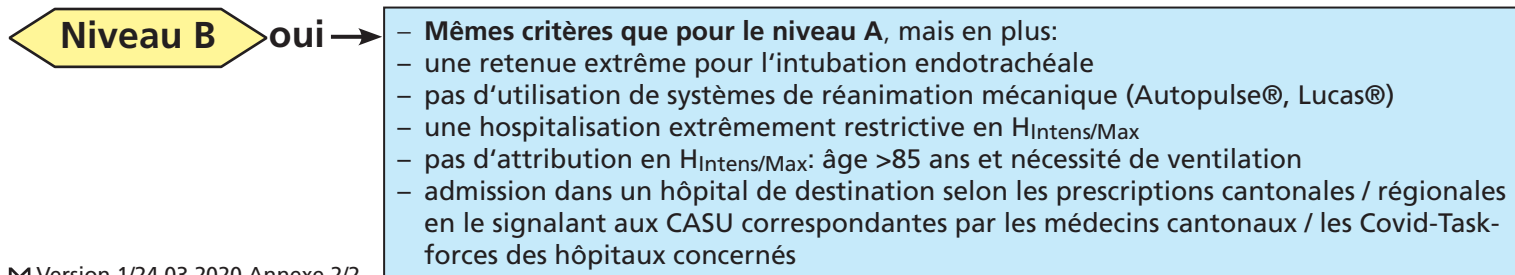 Niveau B oui – Mêmes critères que pour le niveau A, mais en plus:
– une retenue extrême pour l'intubation endotrachéale
– pas d'utilisation de systèmes de réanimation mécanique (Autopulse®, Lucas®)
– une hospitalisation extrêmement restrictive en HIntens/Max
– pas d'attribution en HIntens/Max: âge >85 ans et nécessité de ventilation
– admission dans un hôpital de destination selon les prescriptions cantonales / régionales
en le signalant aux CASU correspondantes par les médecins cantonaux / les Covid-Task-
forces des hôpitaux concernés
Version 1/24.03.2020 Annexe 2/2